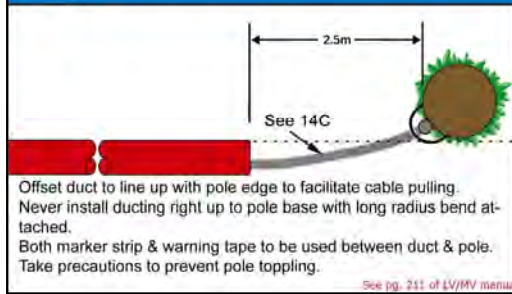 2.5m
See 14C
Offset duct to line up with pole edge to facilitate cable pulling.
Never install ducting right up to pole base with long radius bend at-
tached.
Both marker strip & warning tape to be used between duct & pole.
Take precautions to prevent pole toppling.
See pg. 211 of LV/MV manua